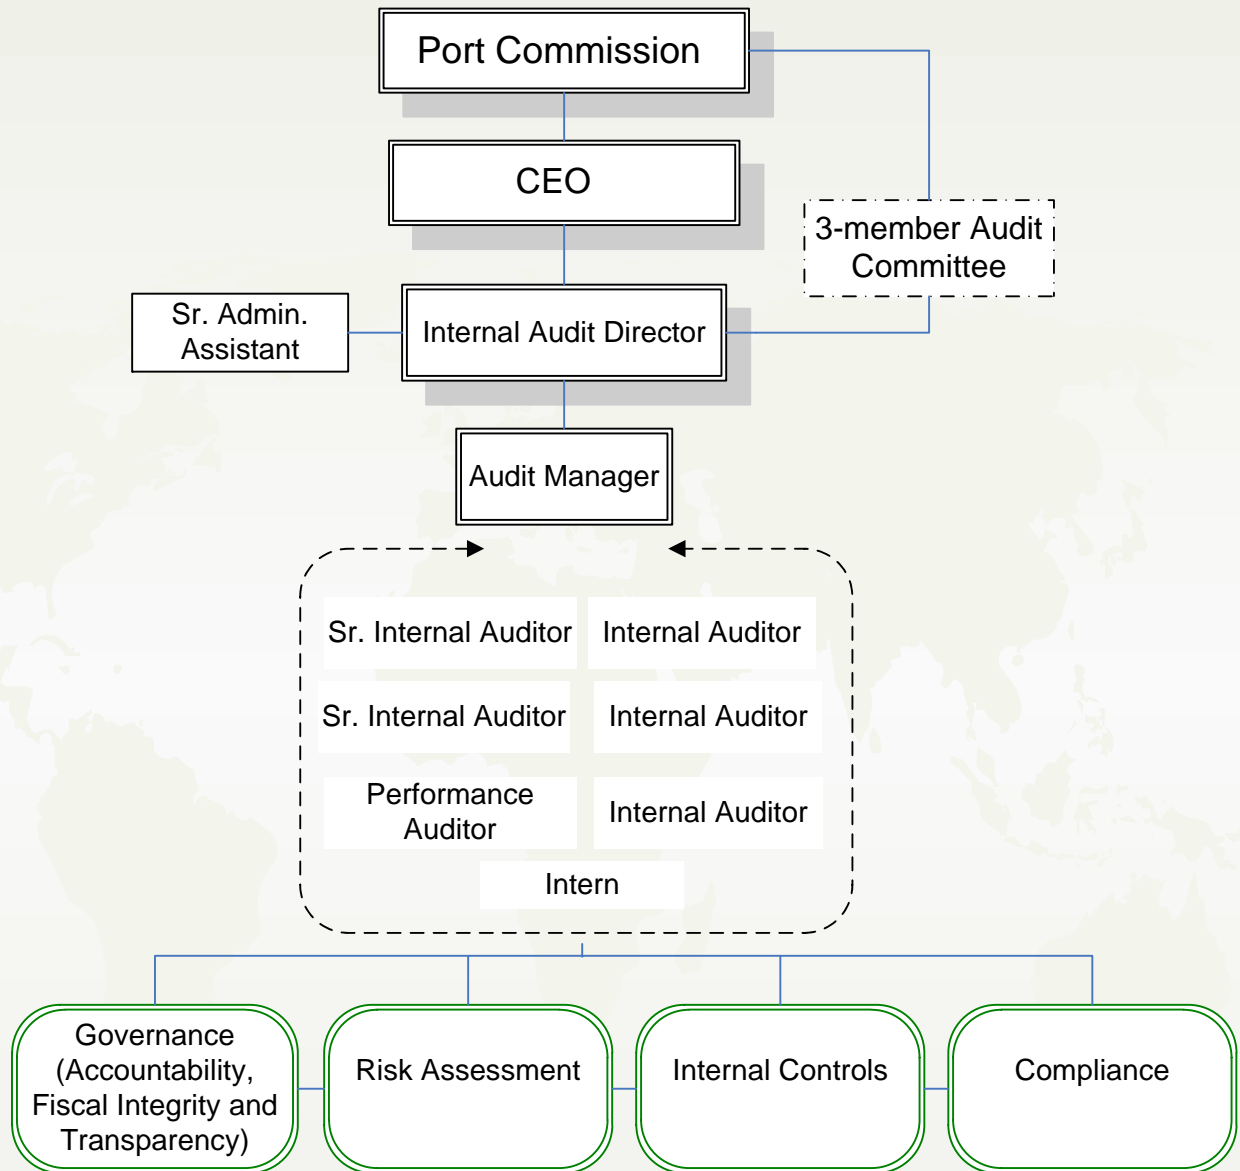 Port Commission
CEO
3-member Audit
Committee
Sr. Admin.
Assistant
Internal Audit Director
Audit Manager
Sr. Internal Auditor
Internal Auditor
Sr. Internal Auditor
Internal Auditor
Performance
Auditor
Internal Auditor
Intern
Governance
(Accountability,
Fiscal Integrity and
Transparency)
Risk Assessment
Internal Controls
Compliance